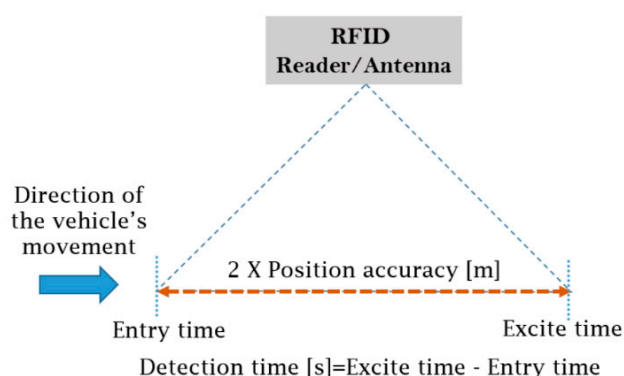 RFID
Reader/Antenna
Direction of
the vehicle's
movement
2 X Position accuracy [m]
Entry time
Excite time
Detection time [s]=Excite time - Entry time